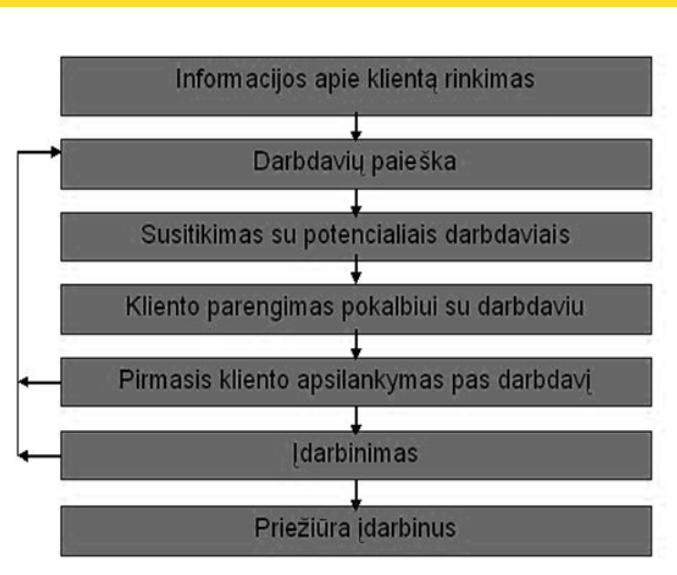 Informacijos apie klientą rinkimas
Darbdavių paieška
Susitikimas su potencialiais darbdaviais
Kliento parengimas pokalbiui su darbdaviu
Pirmasis kliento apsilankymas pas darbdavį
Įdarbinimas
Priežiūra įdarbinus